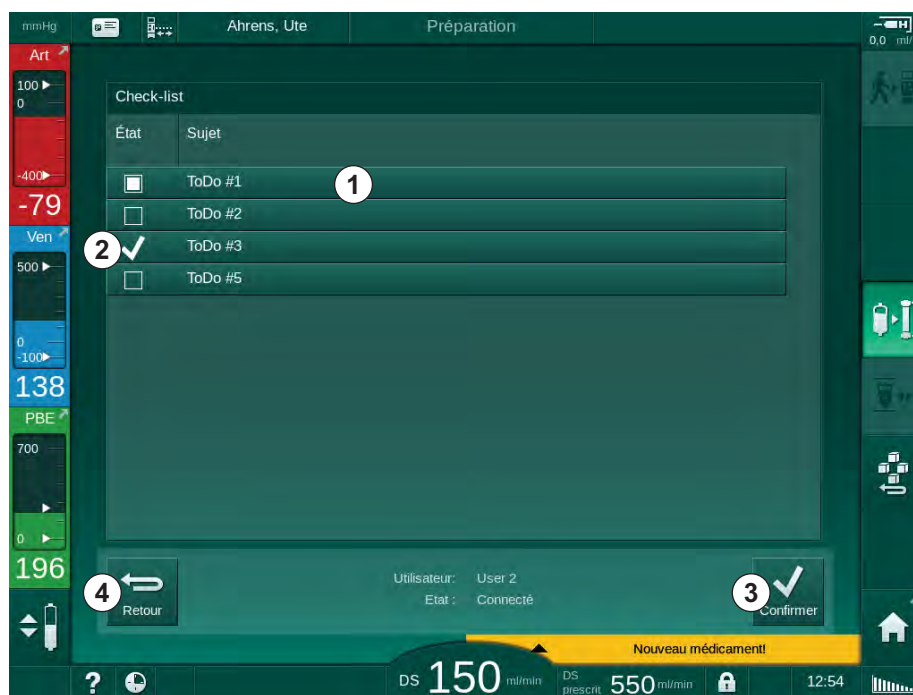 mmHg Ahrens, Ute Préparation
0,0 ml/
Art
100
0
-400
-79
Ven
500
0
-100
138
PBE
700
0
196
Check-list
État Sujet
ToDo #1 1
ToDo #2
2 ToDo #3
ToDo #5
4 Retour
Utilisateur: User 2
Etat : Connecté
3 Confirmer
Nouveau médicament!
? DS 150 ml/min DS prescrit 550 ml/min 12:54